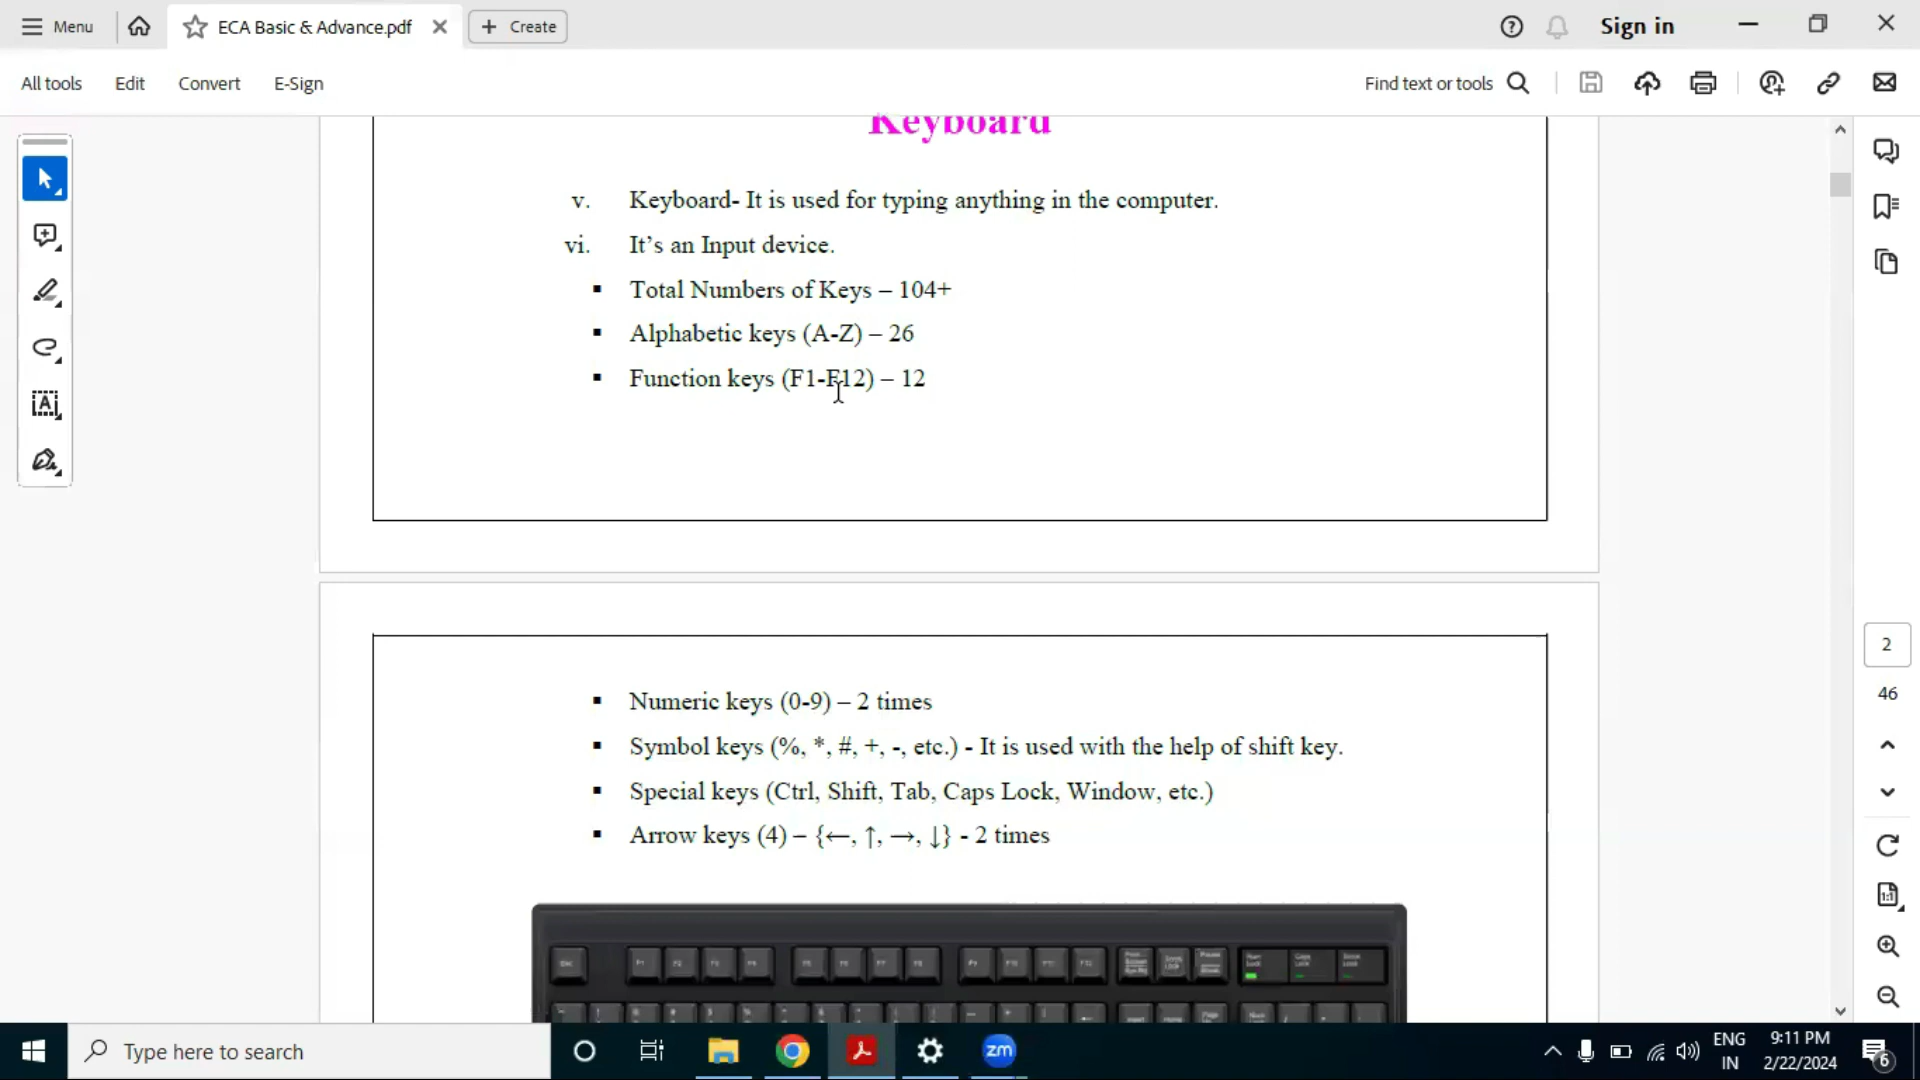 Menu
ECA Basic & Advance.pdf
Create
Sign in
All tools
Edit
Convert
E-Sign
Find text or tools
Keyboard
v. Keyboard- It is used for typing anything in the computer.
vi. It's an Input device.
▪ Total Numbers of Keys – 104+
▪ Alphabetic keys (A-Z) – 26
▪ Function keys (F1-F12) – 12
▪ Numeric keys (0-9) – 2 times
▪ Symbol keys (%, *, #, +, -, etc.) - It is used with the help of shift key.
▪ Special keys (Ctrl, Shift, Tab, Caps Lock, Window, etc.)
▪ Arrow keys (4) – {←, ↑, →, ↓} - 2 times
2
46
Type here to search
zm
ENG
IN
9:11 PM
2/22/2024
6